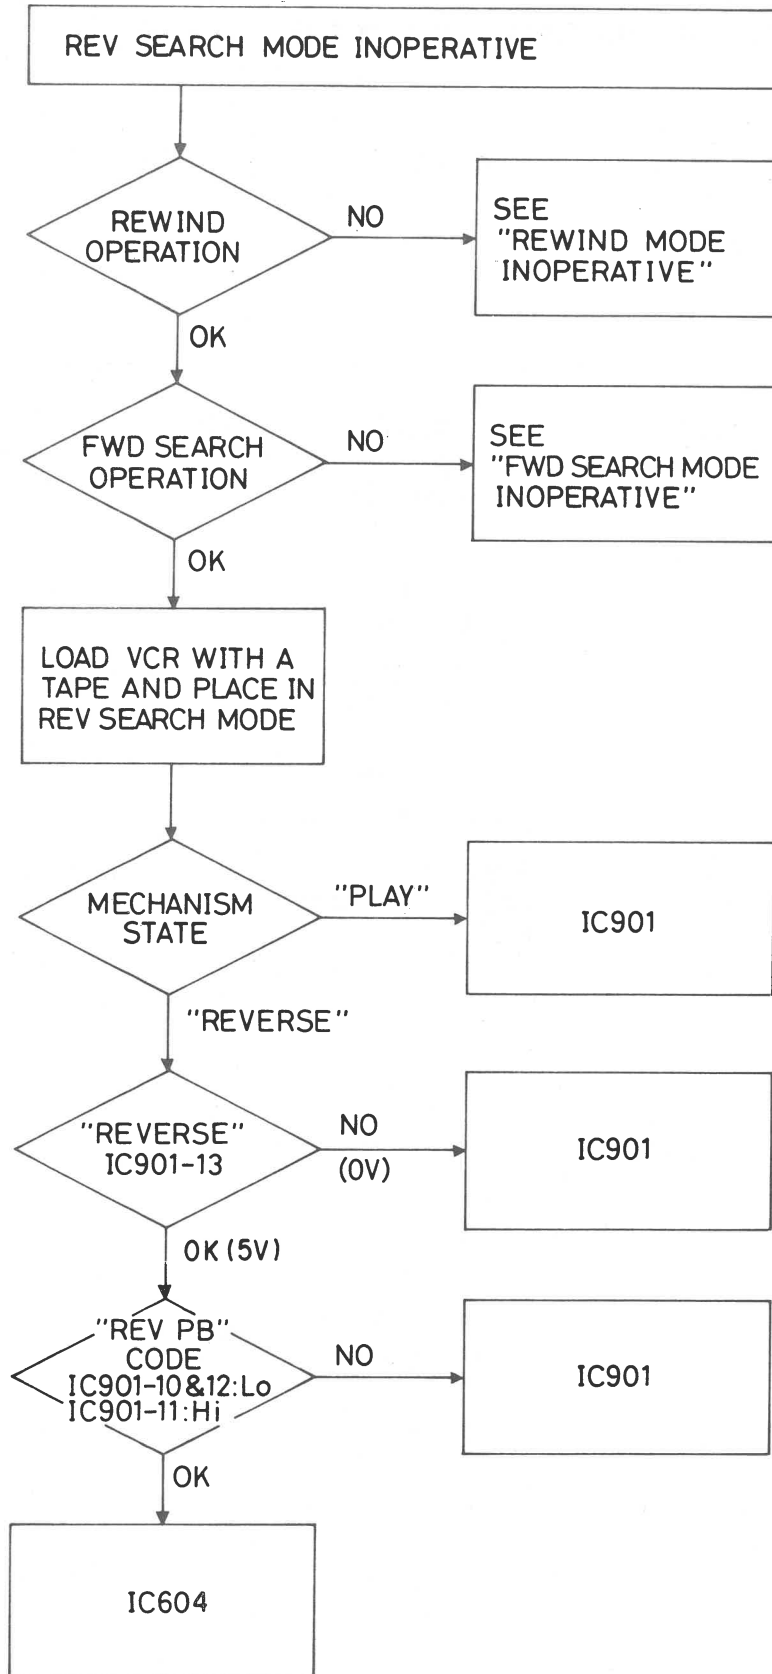 REV SEARCH MODE INOPERATIVE
REWIND
OPERATION
NO
SEE
"REWIND MODE
INOPERATIVE"
OK
FWD SEARCH
OPERATION
NO
SEE
"FWD SEARCH MODE
INOPERATIVE"
OK
LOAD VCR WITH A
TAPE AND PLACE IN
REV SEARCH MODE
MECHANISM
STATE
"PLAY"
IC901
"REVERSE"
"REVERSE"
IC901-13
NO
(0V)
IC901
OK (5V)
"REV PB"
CODE
IC901-10&12:Lo
IC901-11:Hi
NO
IC901
OK
IC604